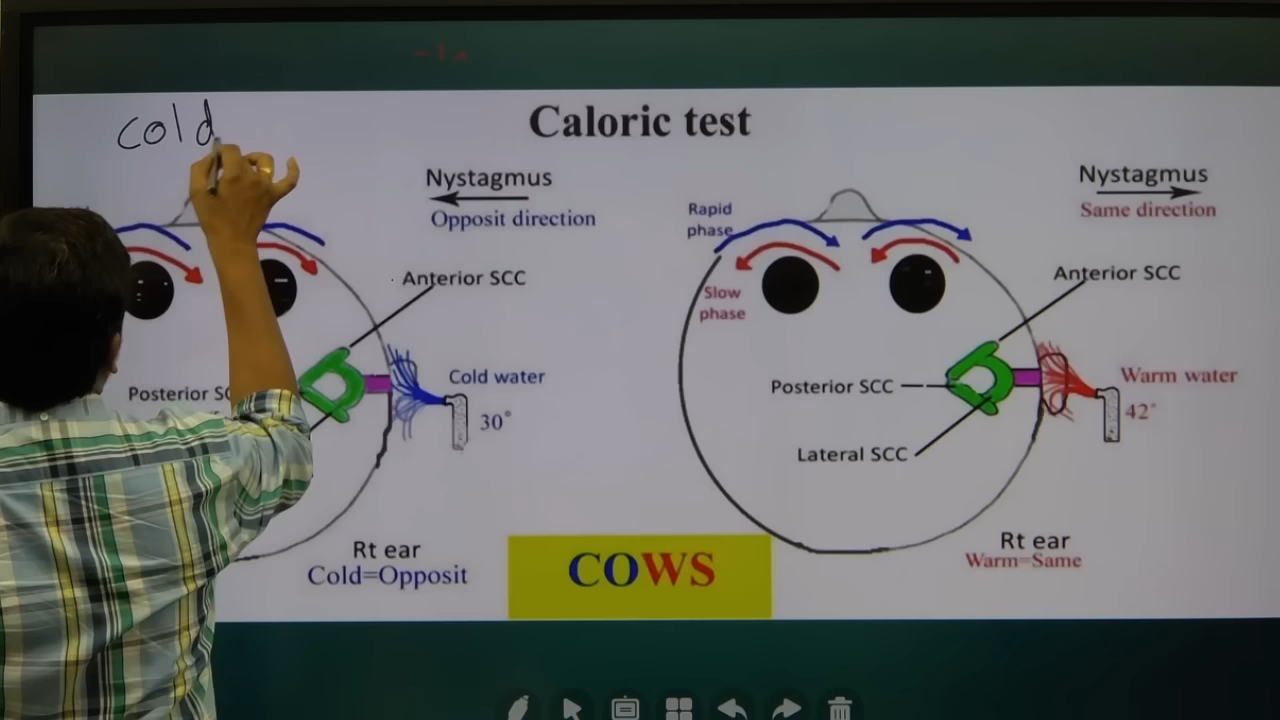 cold
Caloric test
Nystagmus
Opposit direction
Anterior SCC
Cold water
30°
Posterior
Rt ear
Cold=Opposit
COWS
Nystagmus
Same direction
Rapid
phase
Slow
phase
Anterior SCC
Posterior SCC
Lateral SCC
Warm water
42°
Rt ear
Warm=Same